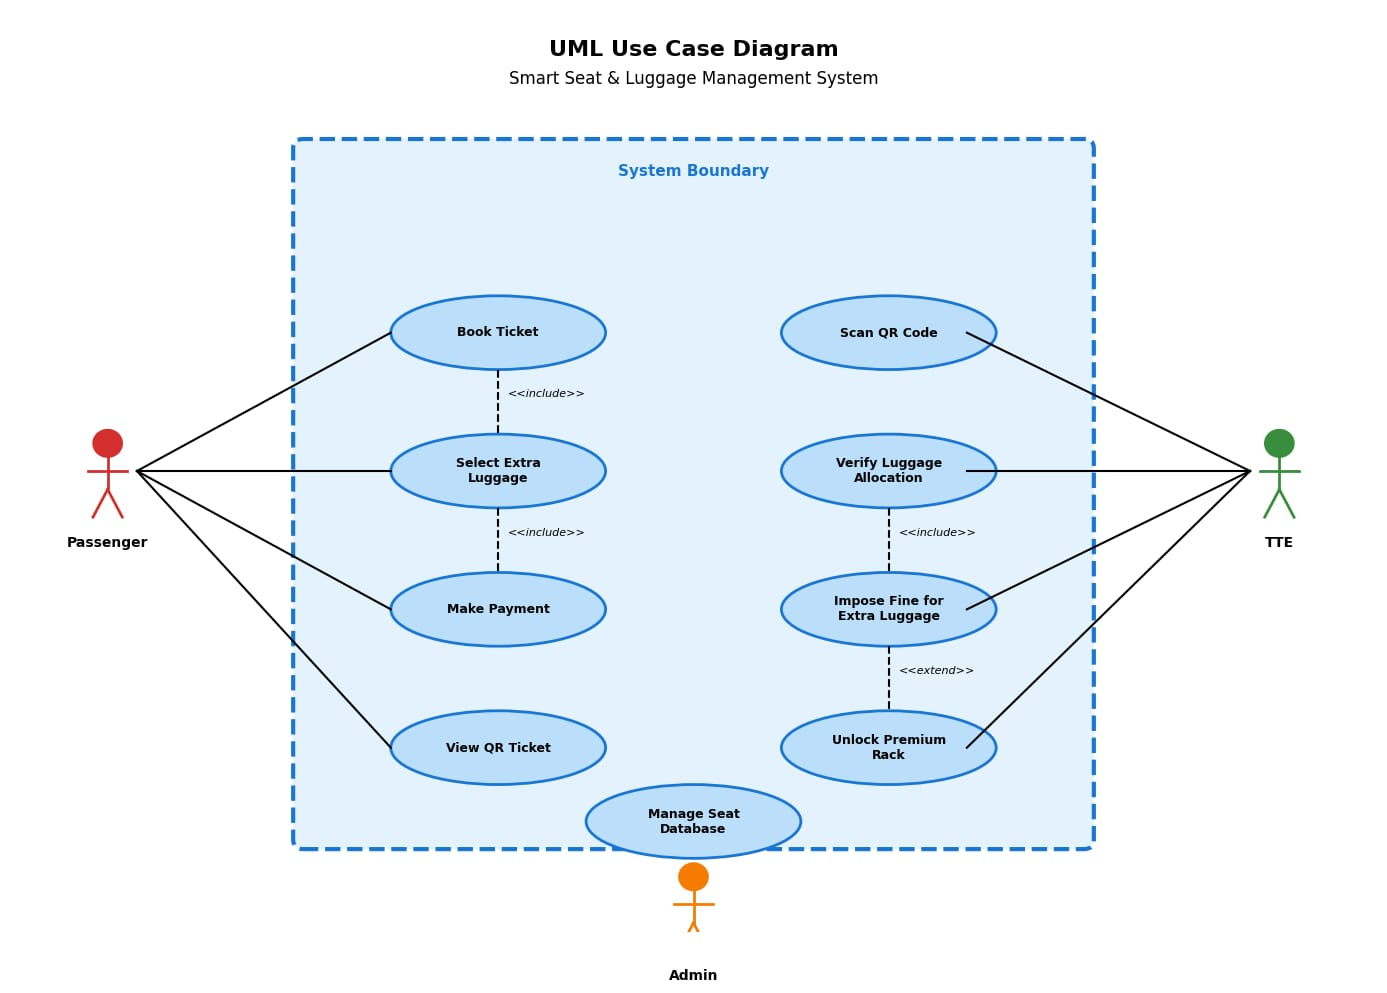 UML Use Case Diagram
Smart Seat & Luggage Management System
System Boundary
Book Ticket
Scan QR Code
<<include>>
Select Extra
Luggage
Verify Luggage
Allocation
<<include>>
<<include>>
Passenger
TTE
Make Payment
Impose Fine for
Extra Luggage
<<extend>>
View QR Ticket
Unlock Premium
Rack
Manage Seat
Database
Admin